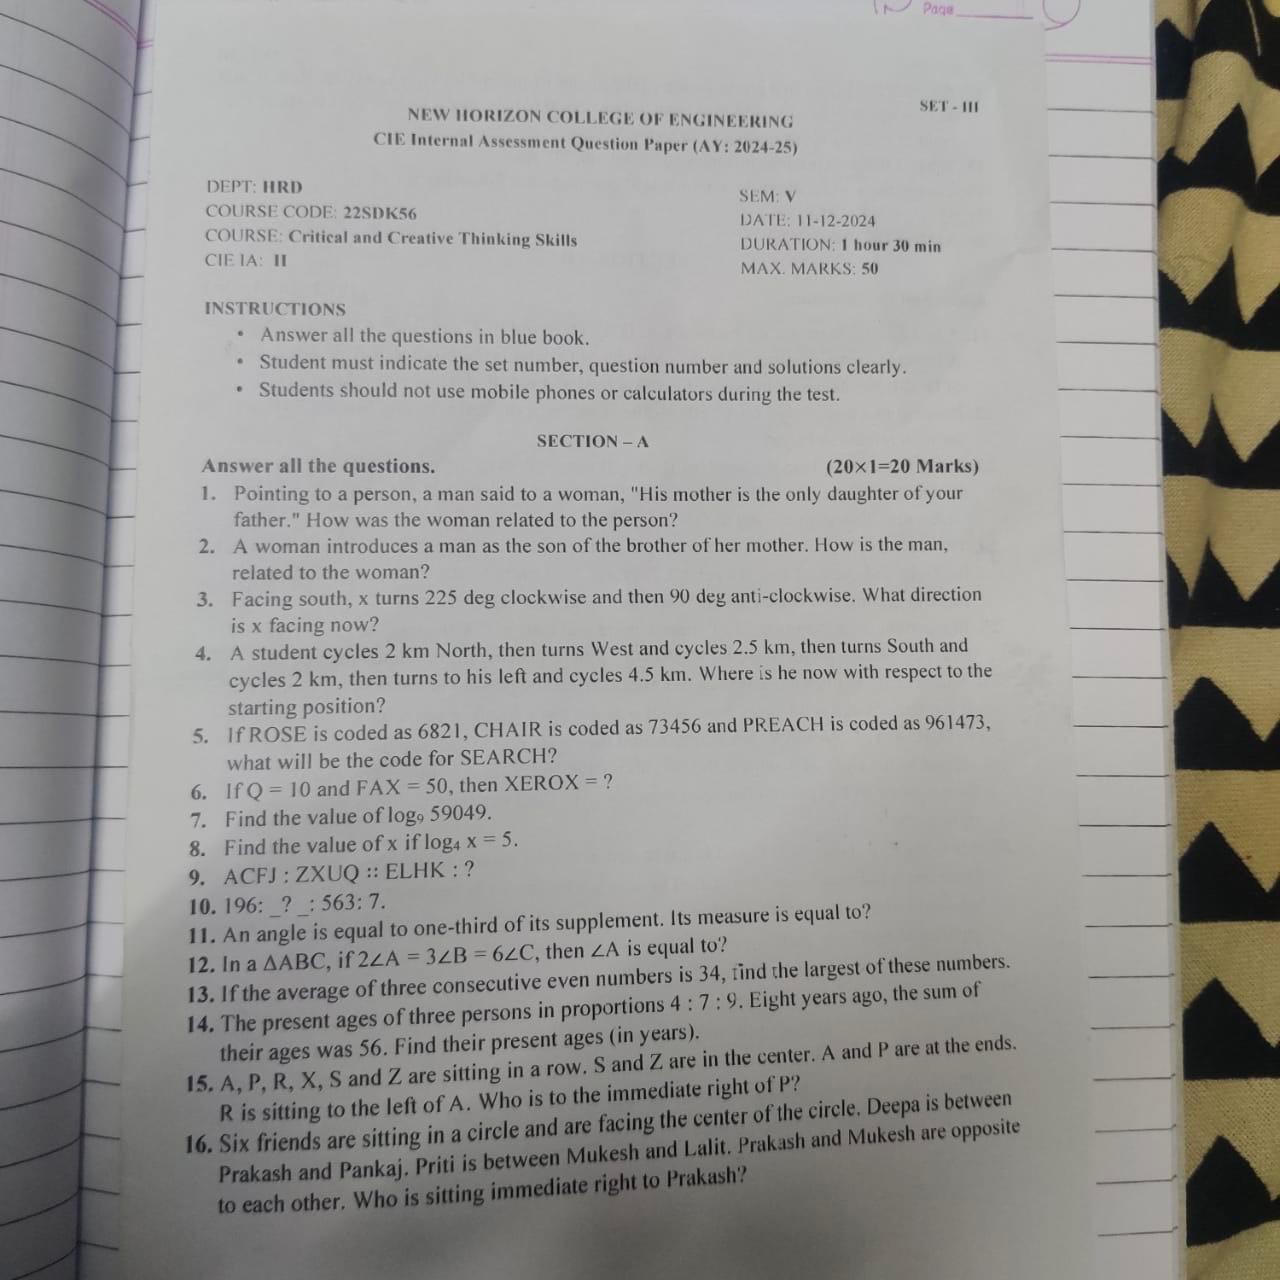 Page
SET - III
NEW HORIZON COLLEGE OF ENGINEERING
CIE Internal Assessment Question Paper (AY: 2024-25)
DEPT: HRD
SEM: V
COURSE CODE: 22SDK56
DATE: 11-12-2024
COURSE: Critical and Creative Thinking Skills
DURATION: 1 hour 30 min
CIE IA: II
MAX. MARKS: 50
INSTRUCTIONS
• Answer all the questions in blue book.
• Student must indicate the set number, question number and solutions clearly.
• Students should not use mobile phones or calculators during the test.
SECTION – A
Answer all the questions. (20×1=20 Marks)
1. Pointing to a person, a man said to a woman, "His mother is the only daughter of your
father." How was the woman related to the person?
2. A woman introduces a man as the son of the brother of her mother. How is the man,
related to the woman?
3. Facing south, x turns 225 deg clockwise and then 90 deg anti-clockwise. What direction
is x facing now?
4. A student cycles 2 km North, then turns West and cycles 2.5 km, then turns South and
cycles 2 km, then turns to his left and cycles 4.5 km. Where is he now with respect to the
starting position?
5. If ROSE is coded as 6821, CHAIR is coded as 73456 and PREACH is coded as 961473,
what will be the code for SEARCH?
6. If Q = 10 and FAX = 50, then XEROX = ?
7. Find the value of log₉ 59049.
8. Find the value of x if log₄ x = 5.
9. ACFJ : ZXUQ :: ELHK : ?
10. 196: _? _: 563: 7.
11. An angle is equal to one-third of its supplement. Its measure is equal to?
12. In a ΔABC, if 2∠A = 3∠B = 6∠C, then ∠A is equal to?
13. If the average of three consecutive even numbers is 34, find the largest of these numbers.
14. The present ages of three persons in proportions 4 : 7 : 9. Eight years ago, the sum of
their ages was 56. Find their present ages (in years).
15. A, P, R, X, S and Z are sitting in a row. S and Z are in the center. A and P are at the ends.
R is sitting to the left of A. Who is to the immediate right of P?
16. Six friends are sitting in a circle and are facing the center of the circle. Deepa is between
Prakash and Pankaj. Priti is between Mukesh and Lalit. Prakash and Mukesh are opposite
to each other. Who is sitting immediate right to Prakash?